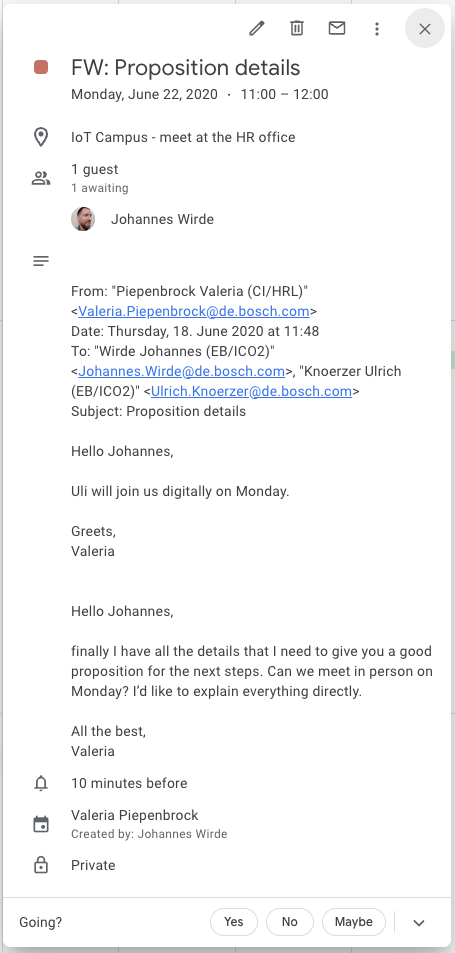 FW: Proposition details
Monday, June 22, 2020 · 11:00 – 12:00
IoT Campus - meet at the HR office
1 guest
1 awaiting
Johannes Wirde
From: "Piepenbrock Valeria (CI/HRL)"
<Valeria.Piepenbrock@de.bosch.com>
Date: Thursday, 18. June 2020 at 11:48
To: "Wirde Johannes (EB/ICO2)"
<Johannes.Wirde@de.bosch.com>, "Knoerzer Ulrich
(EB/ICO2)" <Ulrich.Knoerzer@de.bosch.com>
Subject: Proposition details
Hello Johannes,
Uli will join us digitally on Monday.
Greets,
Valeria
Hello Johannes,
finally I have all the details that I need to give you a good
proposition for the next steps. Can we meet in person on
Monday? I’d like to explain everything directly.
All the best,
Valeria
10 minutes before
Valeria Piepenbrock
Created by: Johannes Wirde
Private
Going? Yes No Maybe